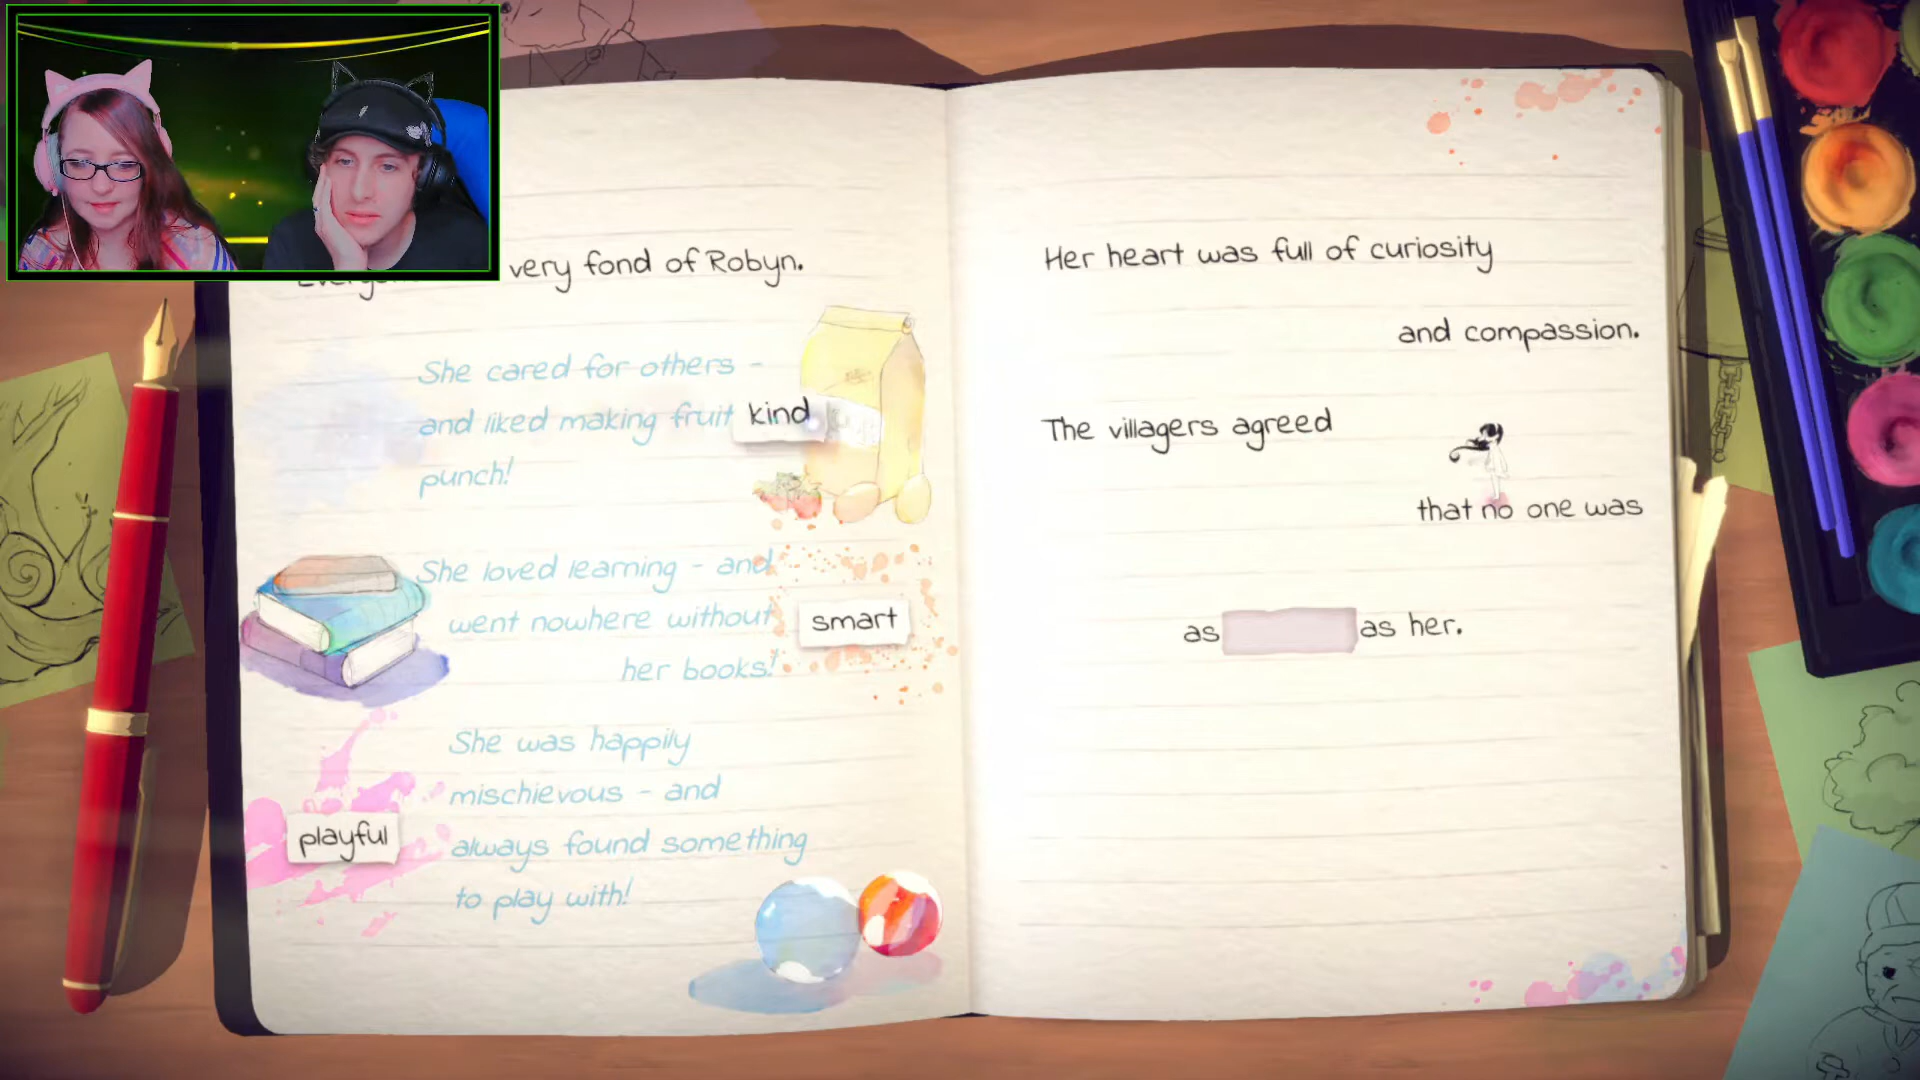 very fond of Robyn.
She cared for others -
and liked making fruit
kind
punch!
She loved learning - and
went nowhere without
smart
her books!
She was happily
mischievous - and
playful
always found something
to play with!
Her heart was full of curiosity
and compassion.
The villagers agreed
that no one was
as
as her.